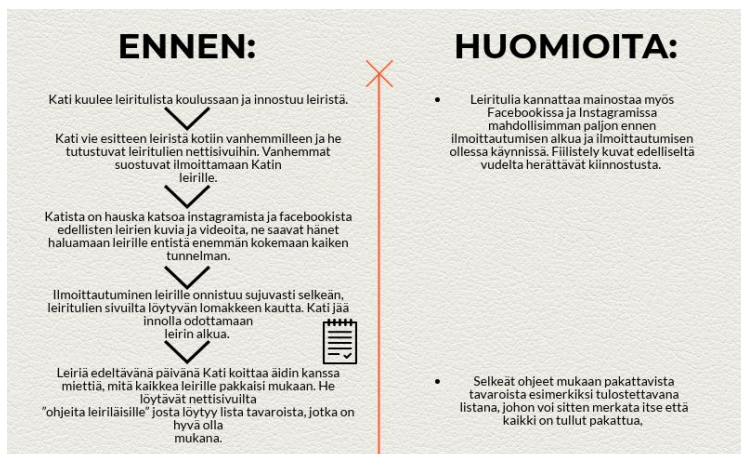 ENNEN:
Kati kuulee leiritulista koulussaan ja innostuu leiristä.
Kati vie esitteen leiristä kotiin vanhemmilleen ja he
tutustuvat leiritulien nettisivuihin. Vanhemmat
suostuvat ilmoittamaan Katin
leirille.
Katista on hauska katsoa instagramista ja facebookista
edellisten leirien kuvia ja videoita, ne saavat hänet
haluamaan leirille entistä enemmän kokemaan kaiken
tunnelman.
Ilmoittautuminen leirille onnistuu sujuvasti selkeän,
leiritulien sivuilta löytyvän lomakkeen kautta. Kati jää
innolla odottamaan
leirin alkua.
Leiriä edeltävänä päivänä Kati koittaa äidin kanssa
miettiä, mitä kaikkea leirille pakkaisi mukaan. He
löytävät nettisivuilta
"ohjeita leiriläisille" josta löytyy lista tavaroista, jotka on
hyvä olla
mukana.
HUOMIOITA:
• Leiritulia kannattaa mainostaa myös
Facebookissa ja Instagramissa
mahdollisimman paljon ennen
ilmoittautumisen alkua ja ilmoittautumisen
ollessa käynnissä. Fiilistely kuvat edelliseltä
vudelta herättävät kiinnostusta.
• Selkeät ohjeet mukaan pakattavista
tavaroista esimerkiksi tulostettavana
listana, johon voi sitten merkata itse että
kaikki on tullut pakattua,